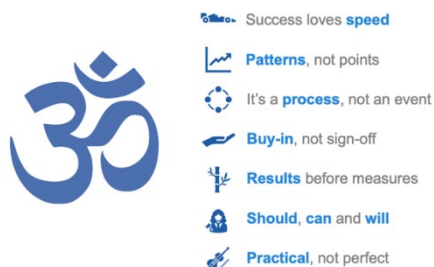 ॐ
Success loves speed
Patterns, not points
It's a process, not an event
Buy-in, not sign-off
Results before measures
Should, can and will
Practical, not perfect